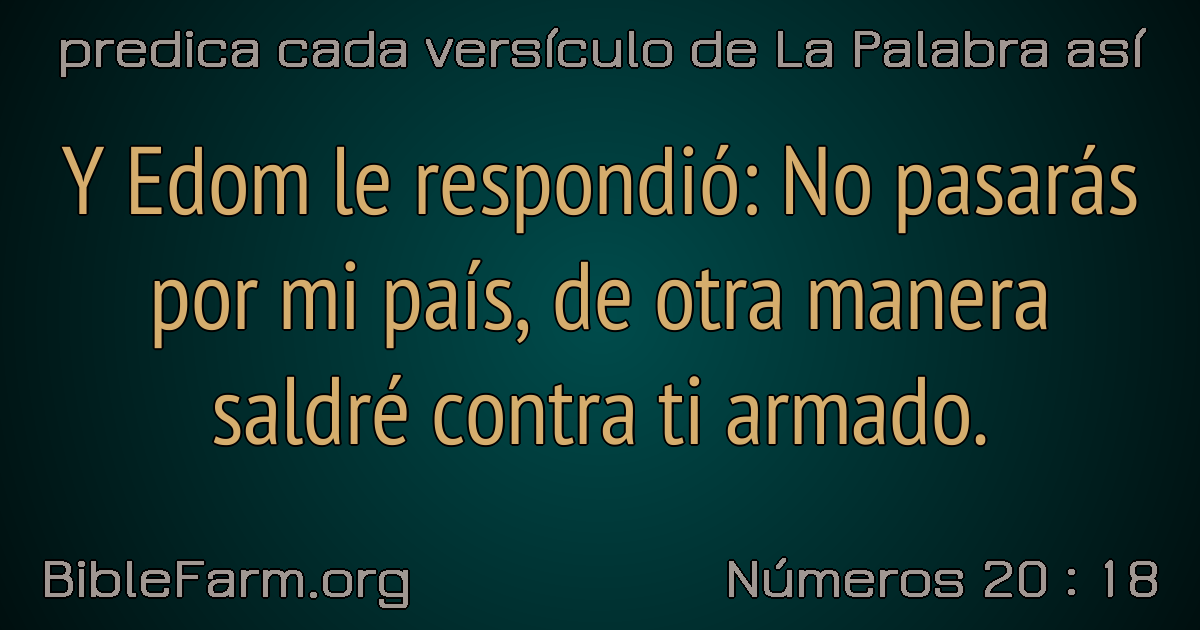 predica cada versículo de La Palabra así
Y Edom le respondió: No pasarás
por mi país, de otra manera
saldré contra ti armado.
BibleFarm.org
Números 20 : 18